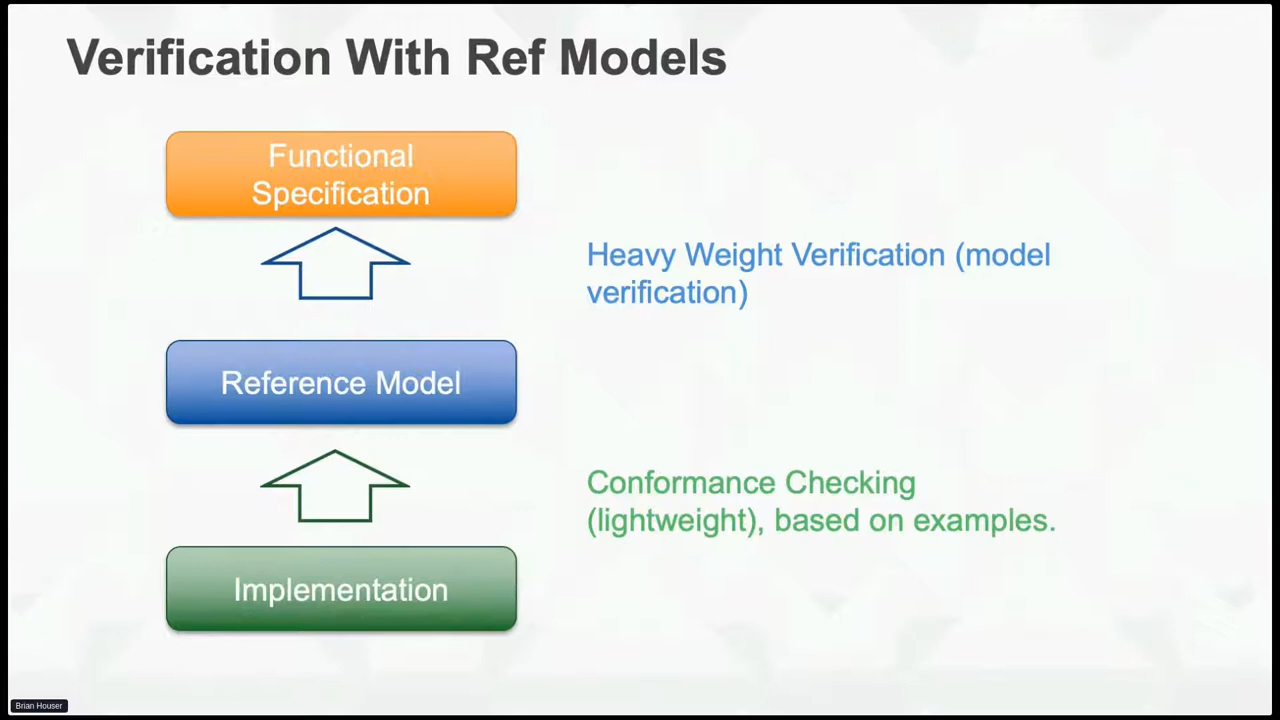 Verification With Ref Models
Functional
Specification
Heavy Weight Verification (model
verification)
Reference Model
Conformance Checking
(lightweight), based on examples.
Implementation
Brian Houser